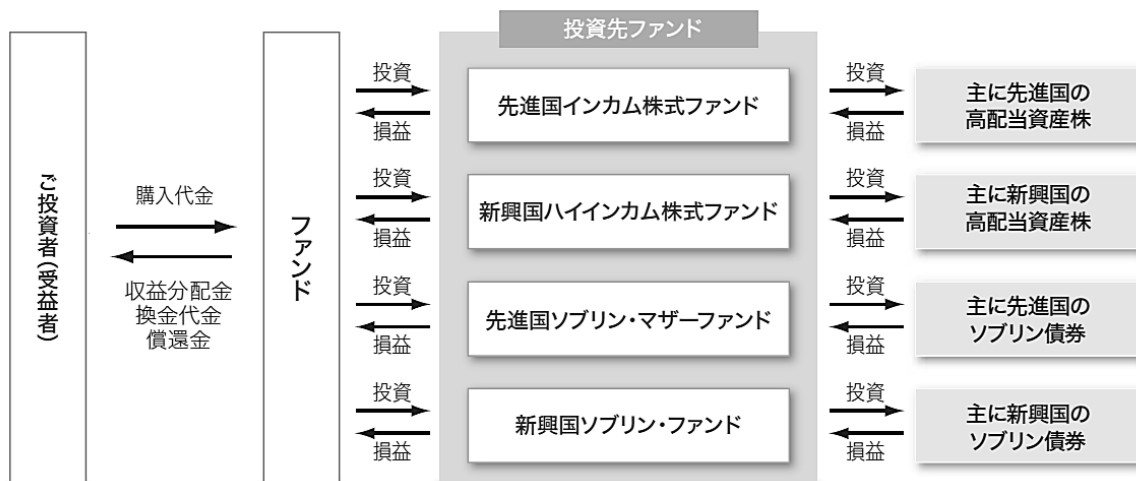 投資先ファンド
ご投資者(受益者)
購入代金
収益分配金
換金代金
償還金
ファンド
投資
損益
先進国インカム株式ファンド
投資
損益
主に先進国の
高配当資産株
投資
損益
新興国ハイインカム株式ファンド
投資
損益
主に新興国の
高配当資産株
投資
損益
先進国ソブリン・マザーファンド
投資
損益
主に先進国の
ソブリン債券
投資
損益
新興国ソブリン・ファンド
投資
損益
主に新興国の
ソブリン債券